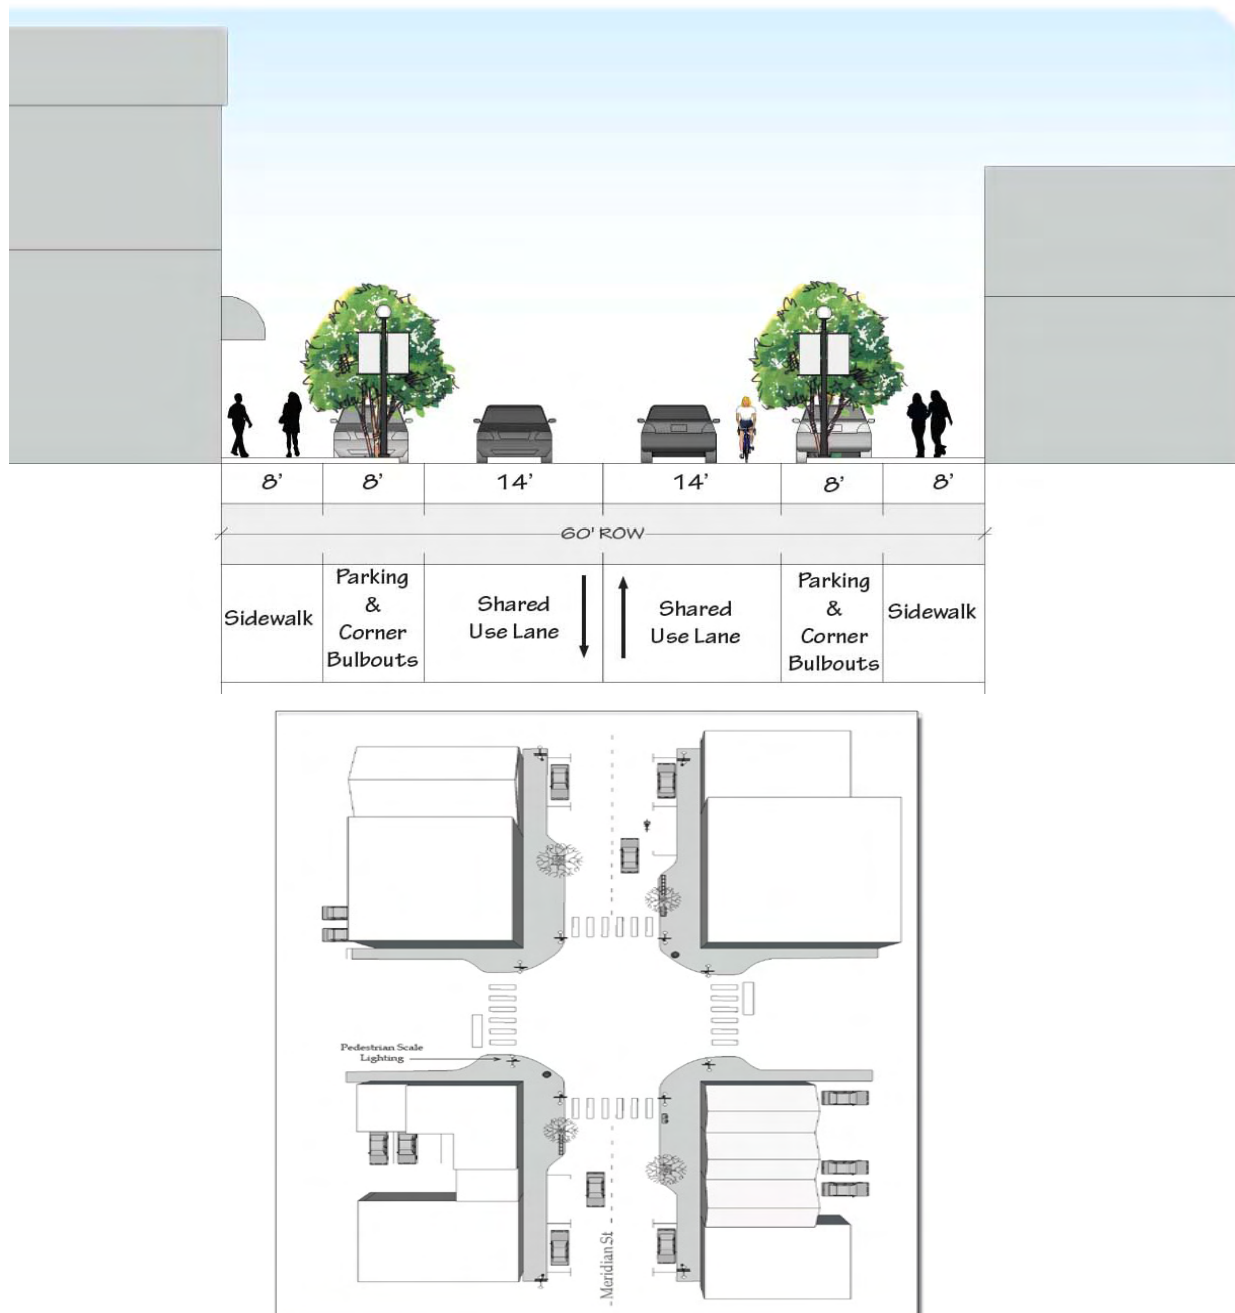 8' 8' 14' 14' 8' 8'
60' ROW
Sidewalk
Parking
&
Corner
Bulbouts
Shared
Use Lane
Shared
Use Lane
Parking
&
Corner
Bulbouts
Sidewalk
Pedestrian Scale
Lighting
Meridian St